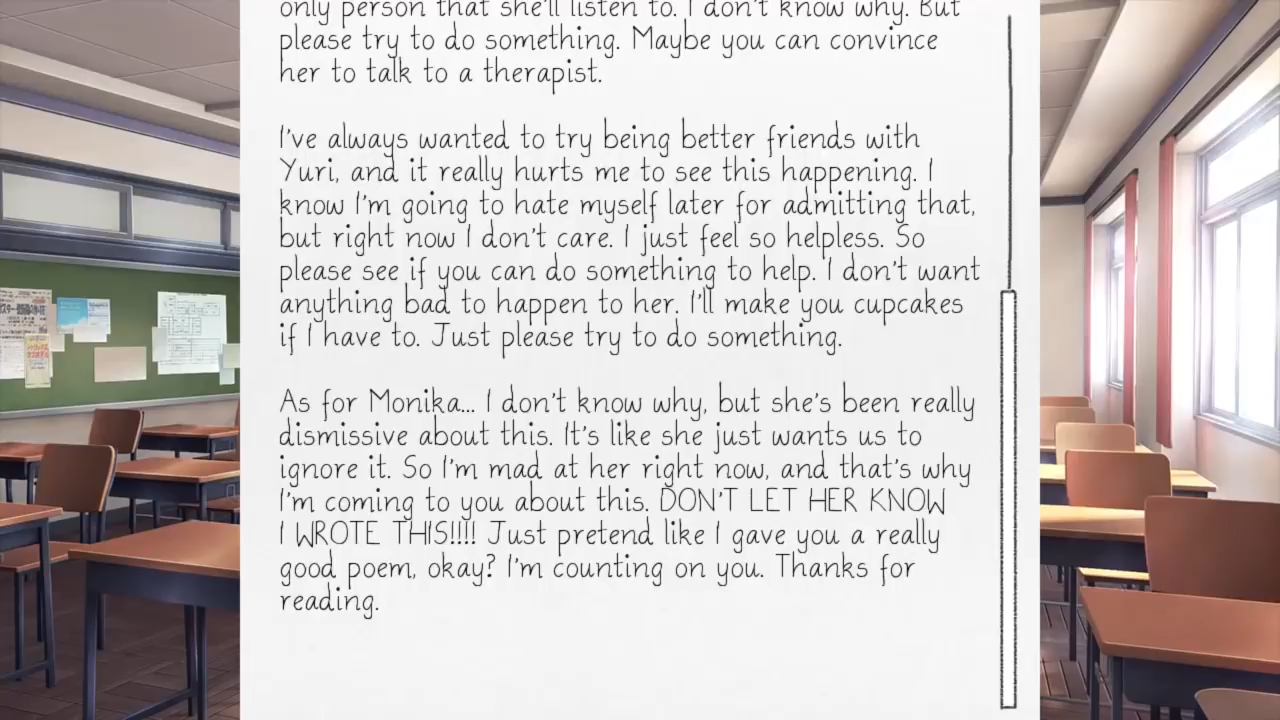 only person that she'll listen to. I don't know why. But
please try to do something. Maybe you can convince
her to talk to a therapist.
I've always wanted to try being better friends with
Yuri, and it really hurts me to see this happening. I
know I'm going to hate myself later for admitting that,
but right now I don't care. I just feel so helpless. So
please see if you can do something to help. I don't want
anything bad to happen to her. I'll make you cupcakes
if I have to. Just please try to do something.
As for Monika... I don't know why, but she's been really
dismissive about this. It's like she just wants us to
ignore it. So I'm mad at her right now, and that's why
I'm coming to you about this. DON'T LET HER KNOW
I WROTE THIS!!!! Just pretend like I gave you a really
good poem, okay? I'm counting on you. Thanks for
reading.